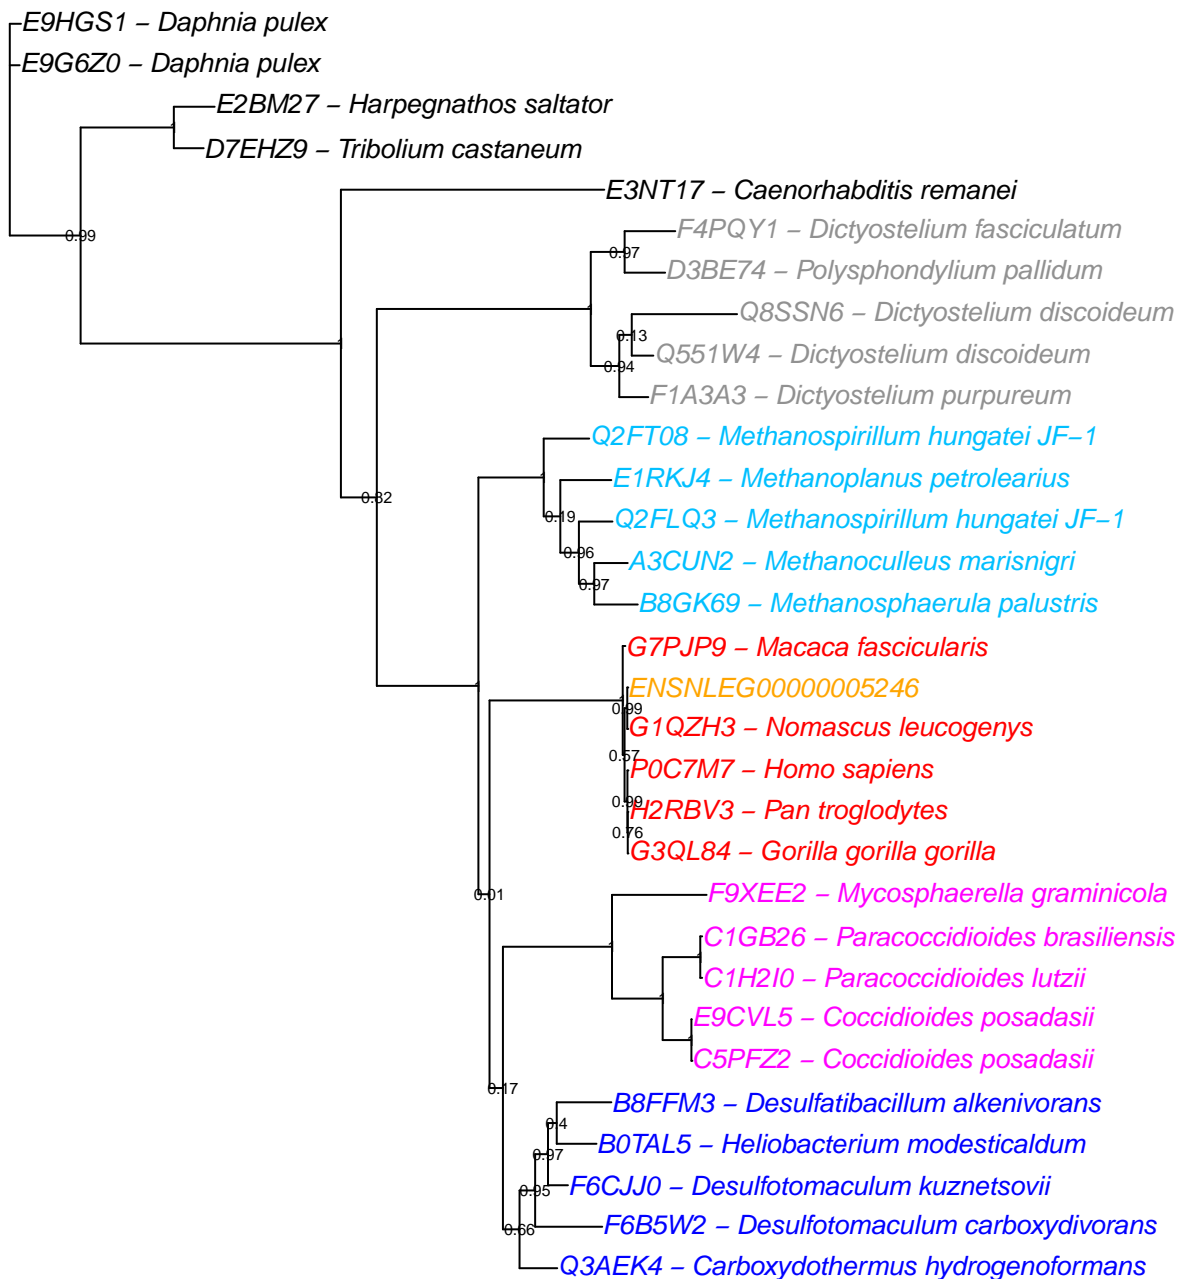 E9HGS1 – Daphnia pulex
E9G6Z0 – Daphnia pulex
E2BM27 – Harpegnathos saltator
D7EHZ9 – Tribolium castaneum
E3NT17 – Caenorhabditis remanei
F4PQY1 – Dictyostelium fasciculatum
0.99
0.97
D3BE74 – Polysphondylium pallidum
Q8SSN6 – Dictyostelium discoideum
0.13
Q551W4 – Dictyostelium discoideum
0.94
F1A3A3 – Dictyostelium purpureum
Q2FT08 – Methanospirillum hungatei JF–1
E1RKJ4 – Methanoplanus petrolearius
0.82
0.19
Q2FLQ3 – Methanospirillum hungatei JF–1
0.96
A3CUN2 – Methanoculleus marisnigri
0.97
B8GK69 – Methanosphaerula palustris
G7PJP9 – Macaca fascicularis
ENSNLEG00000005246
0.99
G1QZH3 – Nomascus leucogenys
0.57
P0C7M7 – Homo sapiens
0.99
H2RBV3 – Pan troglodytes
0.76
G3QL84 – Gorilla gorilla gorilla
0.01
F9XEE2 – Mycosphaerella graminicola
C1GB26 – Paracoccidioides brasiliensis
C1H2I0 – Paracoccidioides lutzii
E9CVL5 – Coccidioides posadasii
C5PFZ2 – Coccidioides posadasii
0.17
B8FFM3 – Desulfatibacillum alkenivorans
0.4
B0TAL5 – Heliobacterium modesticaldum
0.97
F6CJJ0 – Desulfotomaculum kuznetsovii
0.95
F6B5W2 – Desulfotomaculum carboxydivorans
0.66
Q3AEK4 – Carboxydothermus hydrogenoformans